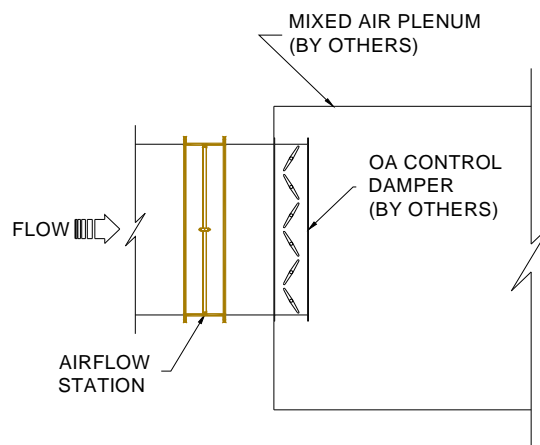 MIXED AIR PLENUM
(BY OTHERS)
OA CONTROL
DAMPER
(BY OTHERS)
FLOW
AIRFLOW
STATION